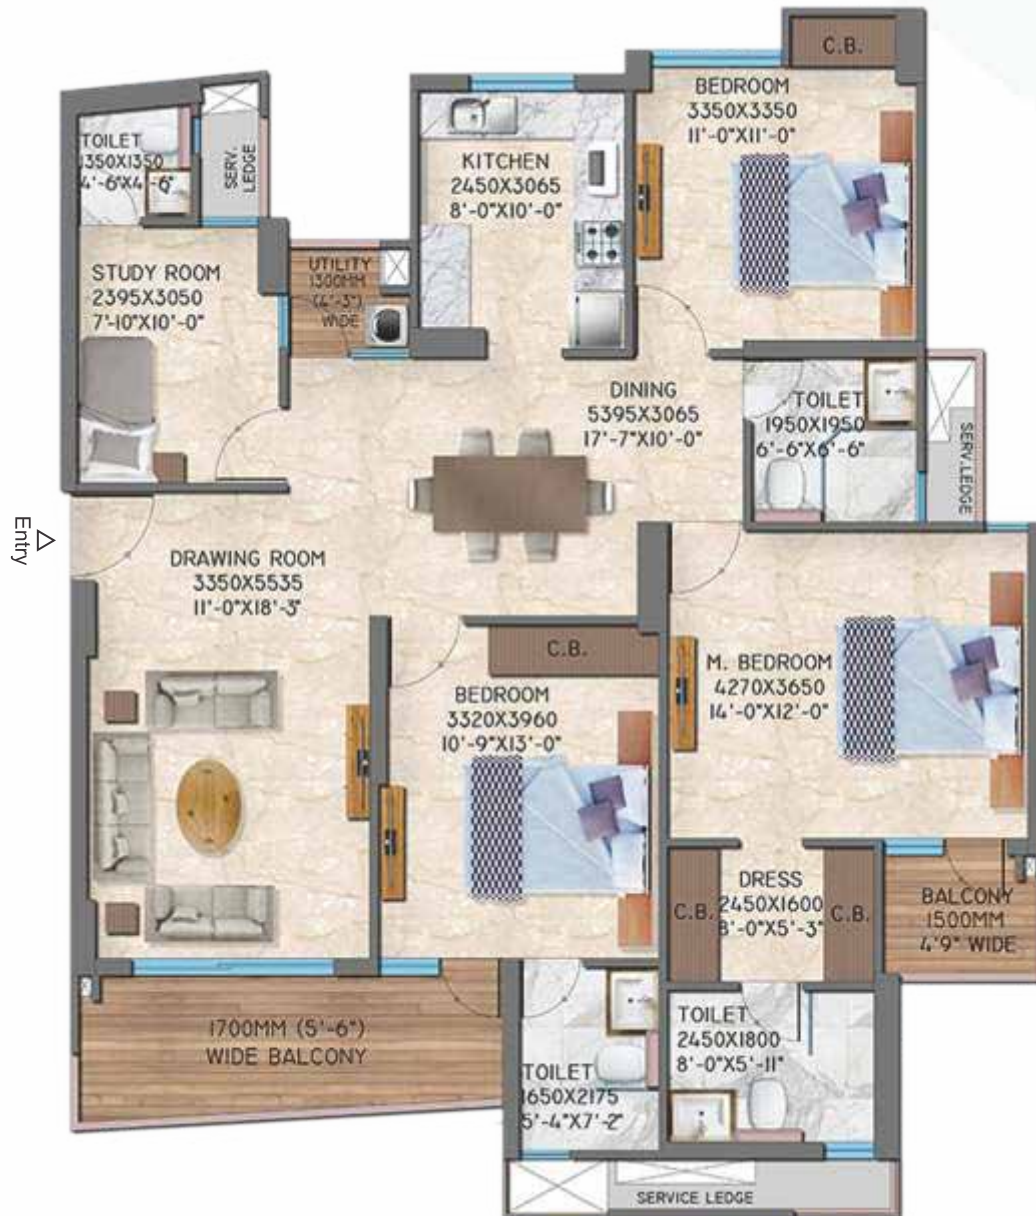 C.B.
BEDROOM
3350X3350
11'-0"X11'-0"
TOILET
1350X1350
4'-6"X4'-6"
SERV.
LEDGE
KITCHEN
2450X3065
8'-0"X10'-0"
STUDY ROOM
2395X3050
7'-10"X10'-0"
UTILITY
1300MM
(4'-3")
WIDE
DINING
5395X3065
17'-7"X10'-0"
TOILET
1950X1950
6'-6"X6'-6"
SERV.LEDGE
Entry
DRAWING ROOM
3350X5535
11'-0"X18'-3"
C.B.
BEDROOM
3320X3960
10'-9"X13'-0"
M. BEDROOM
4270X3650
14'-0"X12'-0"
DRESS
2450X1600
8'-0"X5'-3"
C.B.
C.B.
BALCONY
1500MM
4'9" WIDE
1700MM (5'-6")
WIDE BALCONY
TOILET
1650X2175
5'-4"X7'-2"
TOILET
2450X1800
8'-0"X5'-11"
SERVICE LEDGE